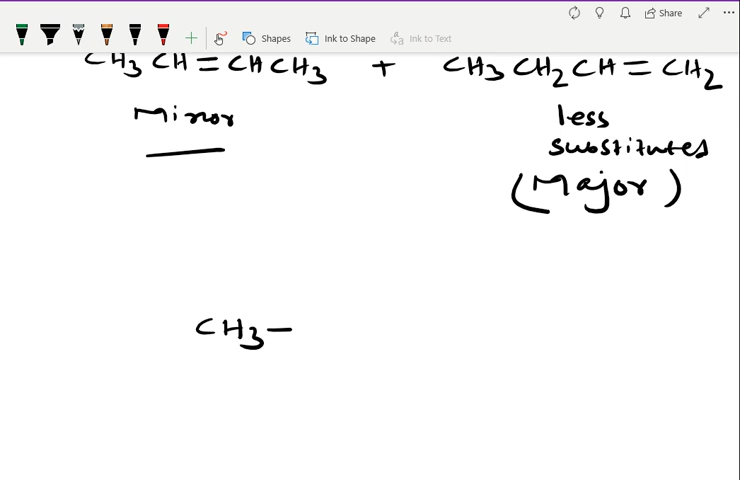 Share
Shapes Ink to Shape Ink to Text
CH3 CH = CH CH3 + CH3 CH2 CH = CH2
Minor less
substitutes
(Major)
CH3 -